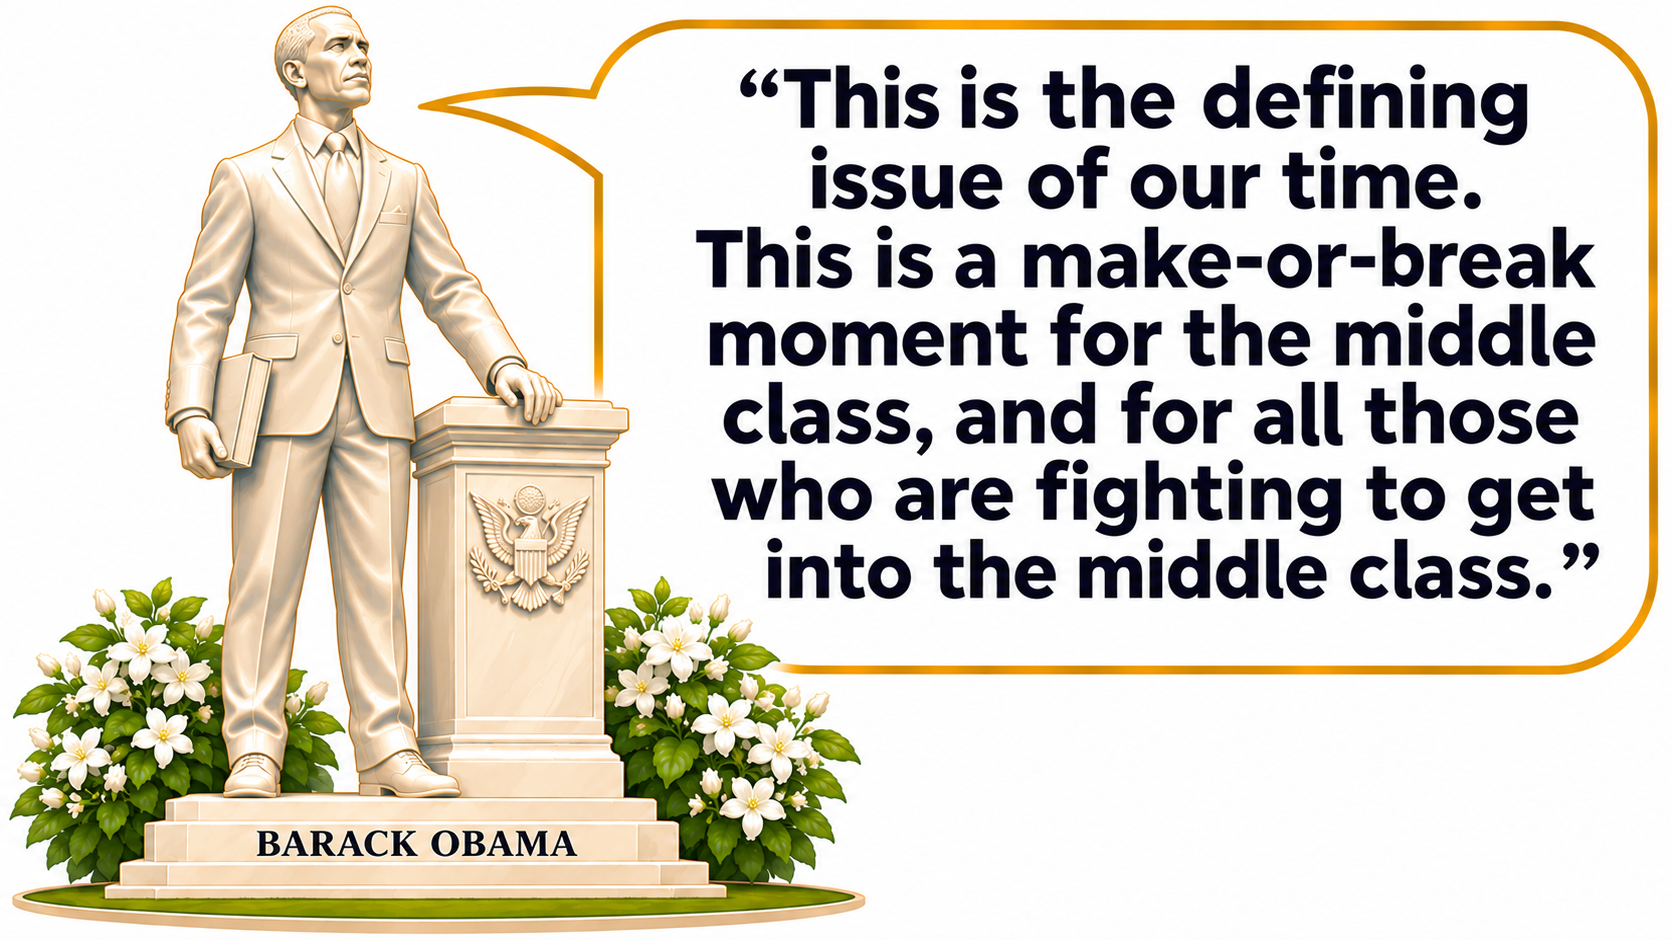 “This is the defining
issue of our time.
This is a make-or-break
moment for the middle
class, and for all those
who are fighting to get
into the middle class.”
BARACK OBAMA